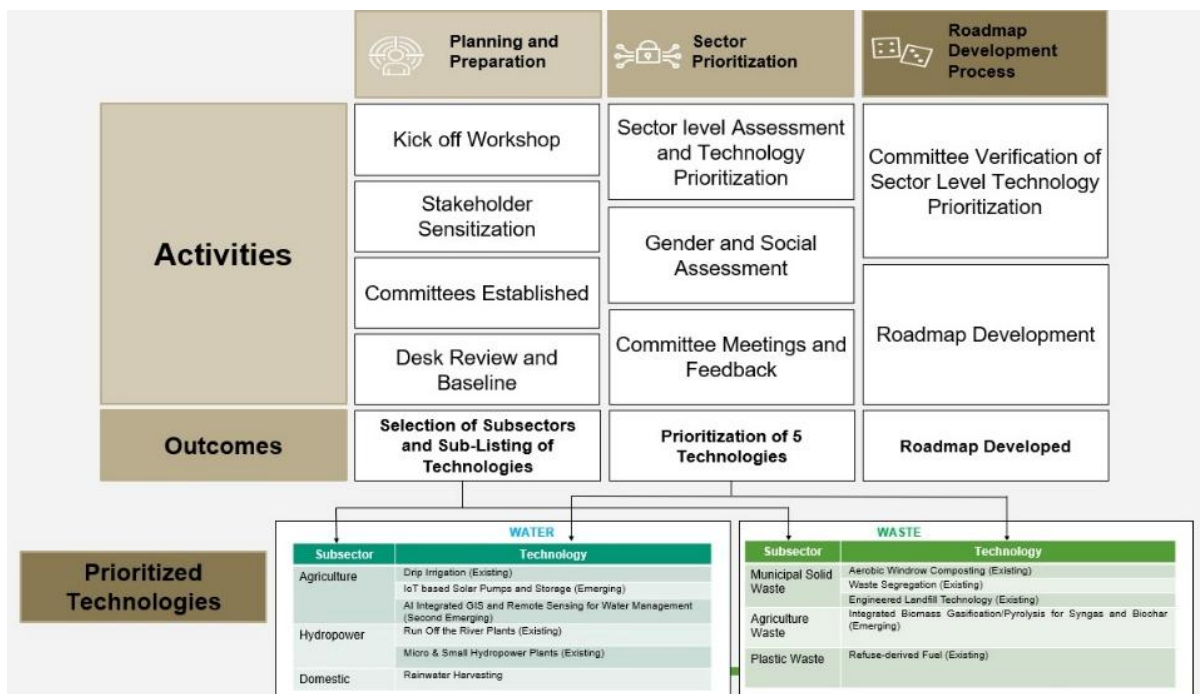 Planning and
Preparation
Sector
Prioritization
Roadmap
Development
Process
Activities
Kick off Workshop
Stakeholder
Sensitization
Committees Established
Desk Review and
Baseline
Sector level Assessment
and Technology
Prioritization
Gender and Social
Assessment
Committee Meetings and
Feedback
Committee Verification of
Sector Level Technology
Prioritization
Roadmap Development
Outcomes
Selection of Subsectors
and Sub-Listing of
Technologies
Prioritization of 5
Technologies
Roadmap Developed
Prioritized
Technologies
WATER
Subsector
Technology
Agriculture
Drip Irrigation (Existing)
IoT based Solar Pumps and Storage (Emerging)
AI Integrated GIS and Remote Sensing for Water Management
(Second Emerging)
Hydropower
Run Off the River Plants (Existing)
Micro & Small Hydropower Plants (Existing)
Domestic
Rainwater Harvesting
WASTE
Subsector
Technology
Municipal Solid
Waste
Aerobic Windrow Composting (Existing)
Waste Segregation (Existing)
Engineered Landfill Technology (Existing)
Agriculture
Waste
Integrated Biomass Gasification/Pyrolysis for Syngas and Biochar
(Emerging)
Plastic Waste
Refuse-derived Fuel (Existing)